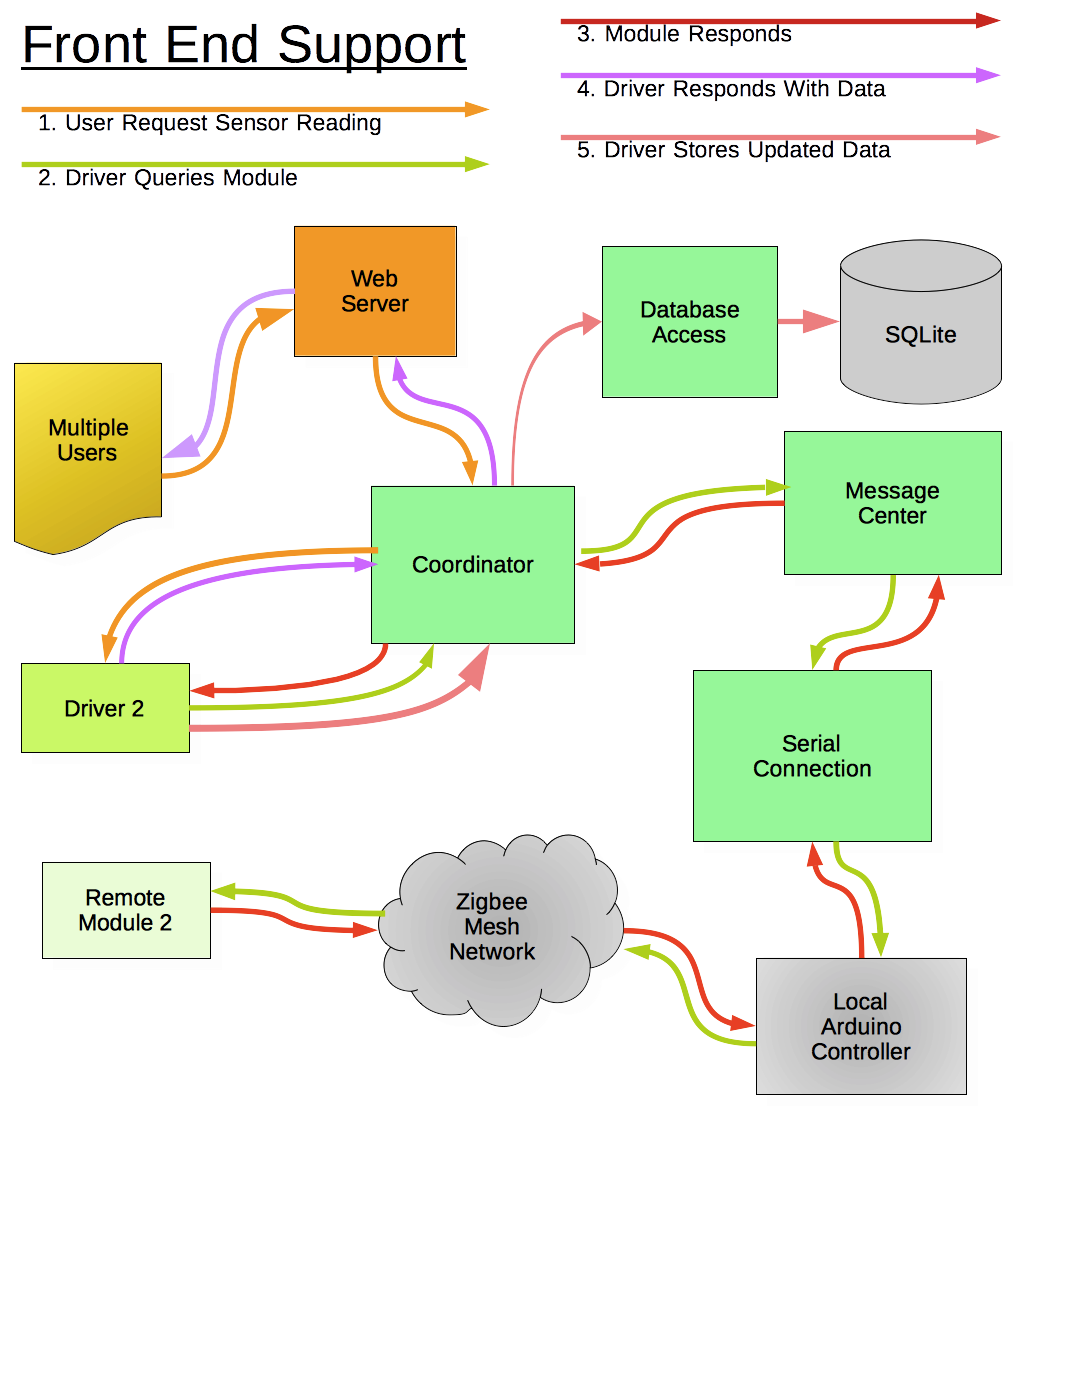 Front End Support
1. User Request Sensor Reading
2. Driver Queries Module
3. Module Responds
4. Driver Responds With Data
5. Driver Stores Updated Data
Web
Server
Database
Access
SQLite
Multiple
Users
Message
Center
Coordinator
Driver 2
Serial
Connection
Remote
Module 2
Zigbee
Mesh
Network
Local
Arduino
Controller